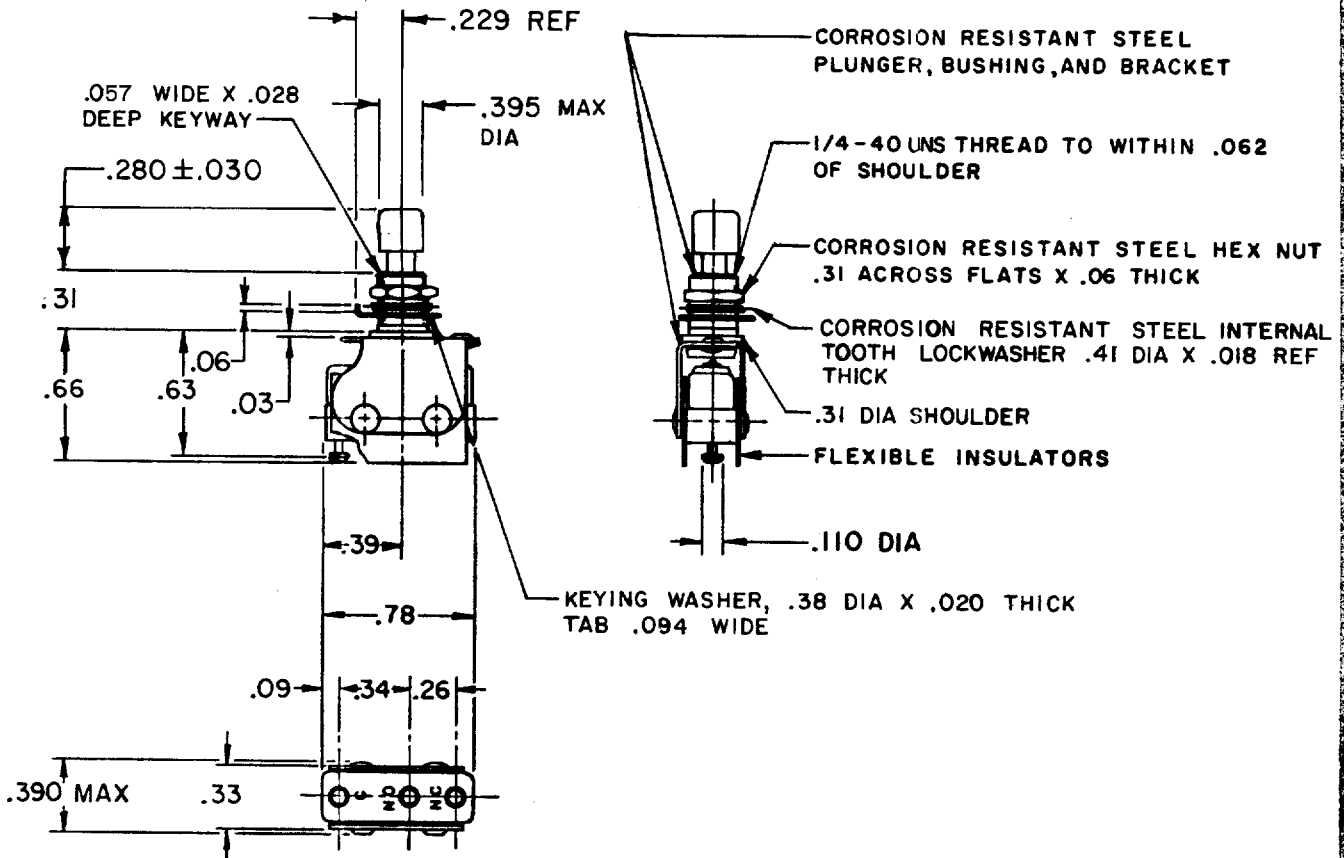 .229 REF
.057 WIDE X .028
DEEP KEYWAY
.395 MAX
DIA
.280±.030
.31
.06
.66
.63
.03
.39
.78
.09
.34
.26
.390 MAX
.33
C
NO
NC
CORROSION RESISTANT STEEL
PLUNGER, BUSHING, AND BRACKET
1/4-40 UNS THREAD TO WITHIN .062
OF SHOULDER
CORROSION RESISTANT STEEL HEX NUT
.31 ACROSS FLATS X .06 THICK
CORROSION RESISTANT STEEL INTERNAL
TOOTH LOCKWASHER .41 DIA X .018 REF
THICK
.31 DIA SHOULDER
FLEXIBLE INSULATORS
.110 DIA
KEYING WASHER, .38 DIA X .020 THICK
TAB .094 WIDE